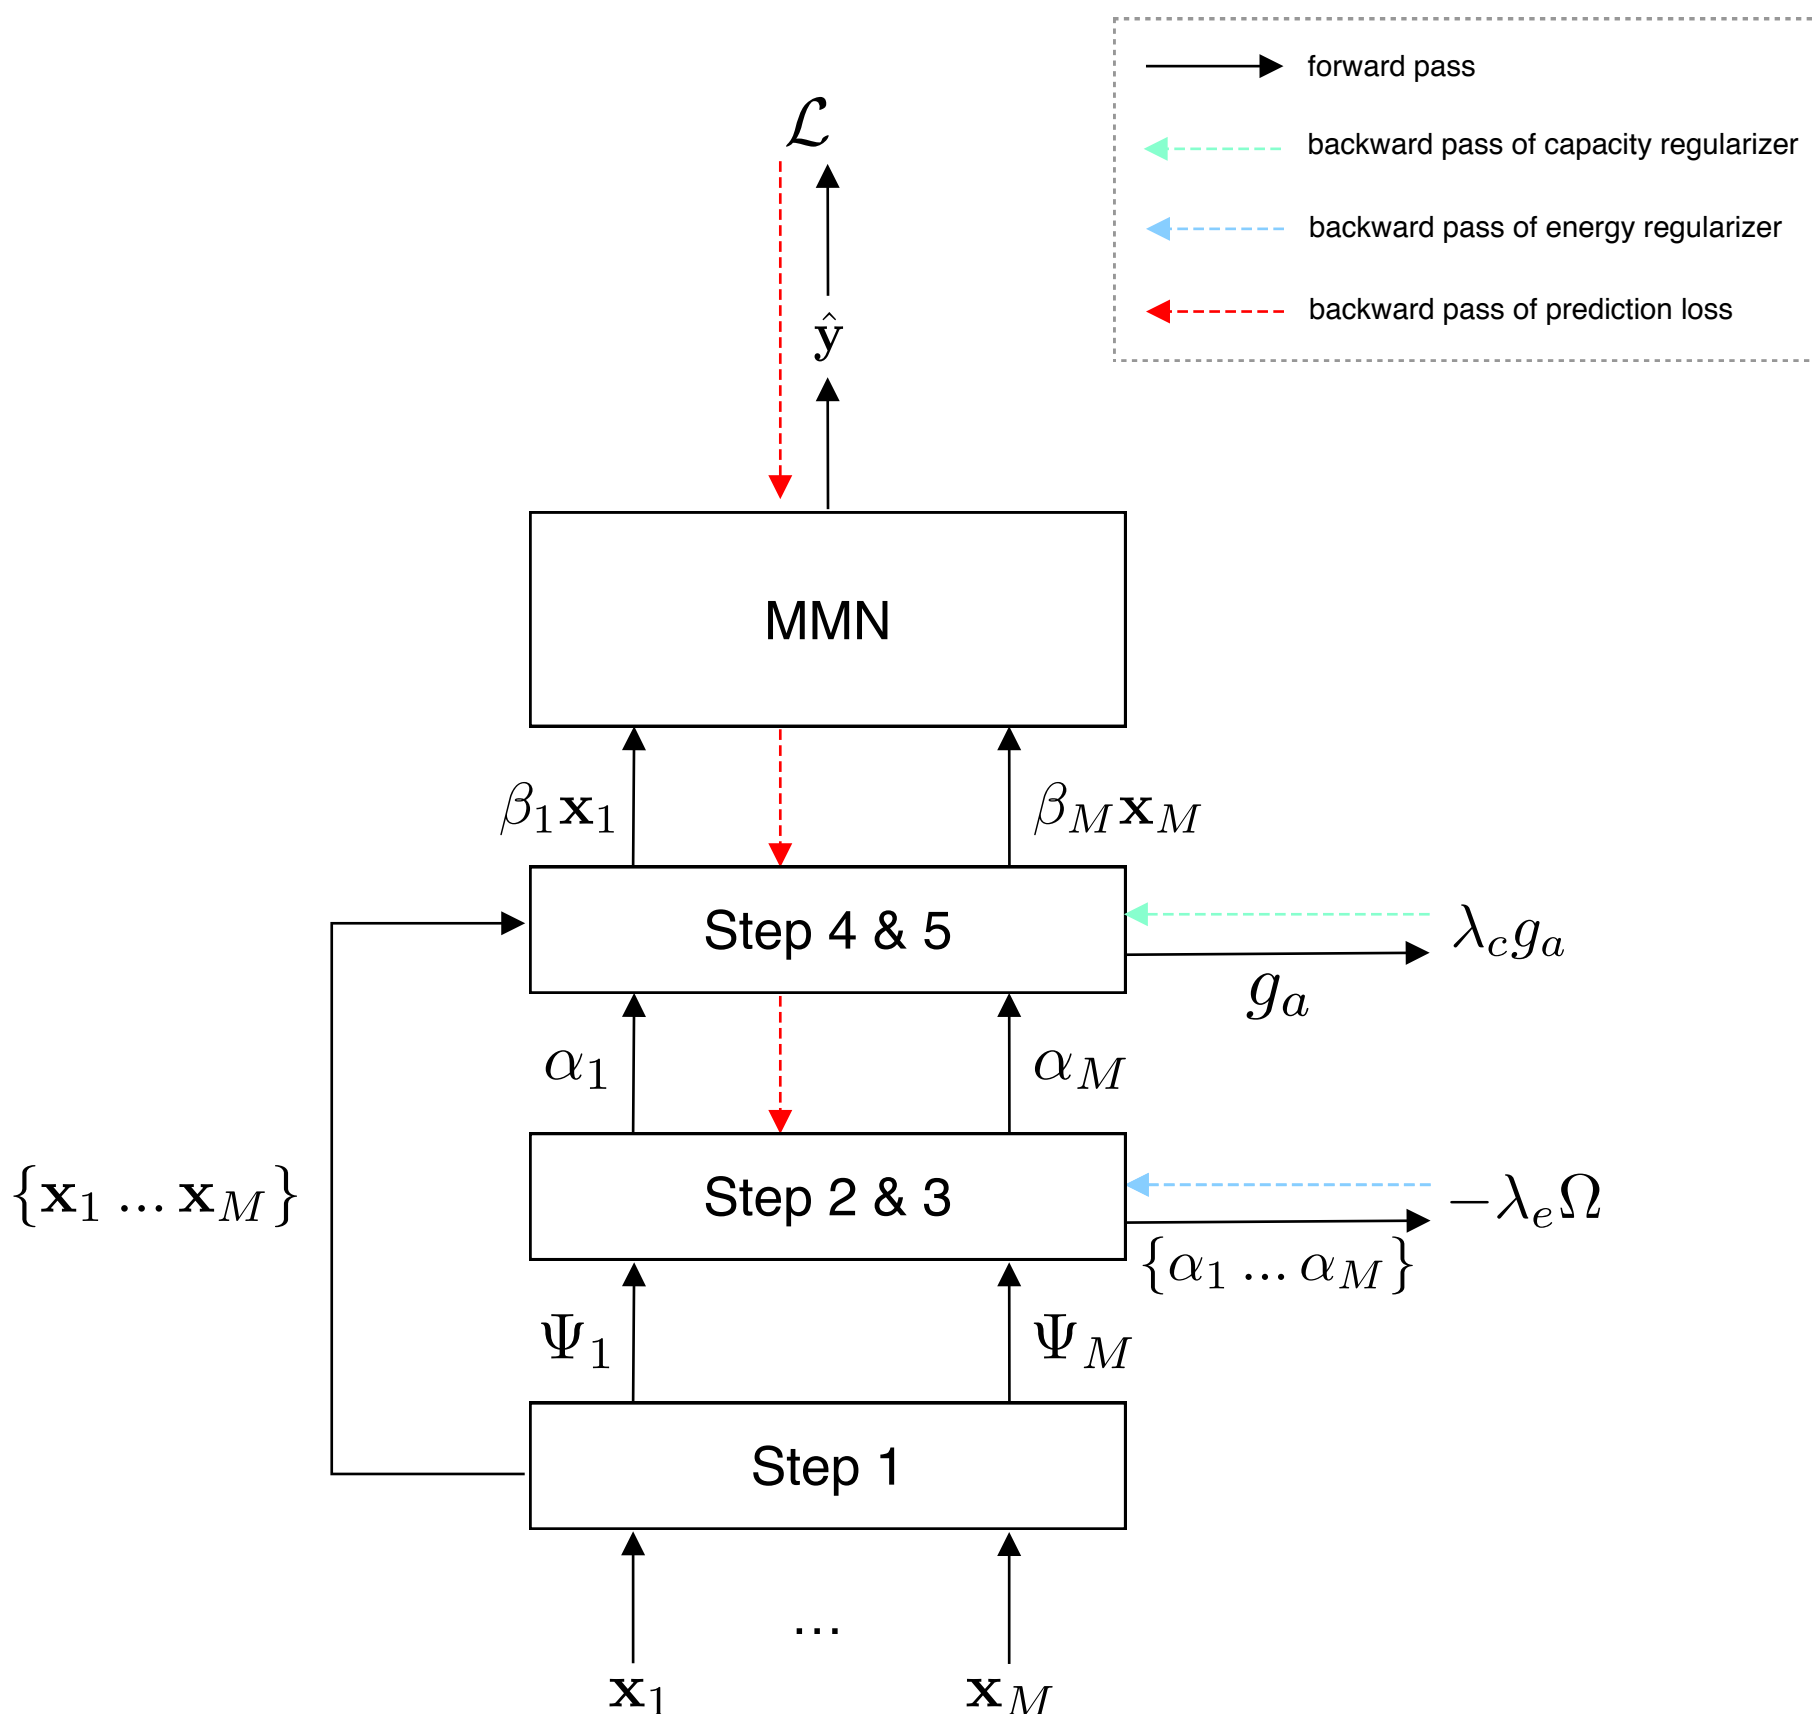 forward pass
backward pass of capacity regularizer
backward pass of energy regularizer
backward pass of prediction loss
ℒ
ŷ
MMN
β₁x₁
β_M x_M
Step 4 & 5
λ_c g_a
g_a
α₁
α_M
{x₁ ... x_M}
Step 2 & 3
−λ_e Ω
{α₁ ... α_M}
Ψ₁
Ψ_M
Step 1
...
x₁
x_M